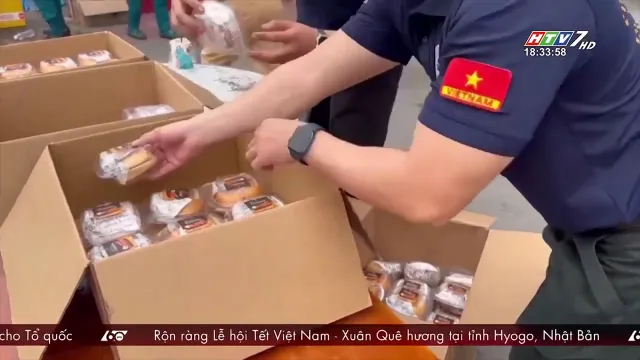 HTV7 HD
18:33:58
VIETNAM
cho Tổ quốc 60 Rộn ràng Lễ hội Tết Việt Nam - Xuân Quê hương tại tỉnh Hyogo, Nhật Bản